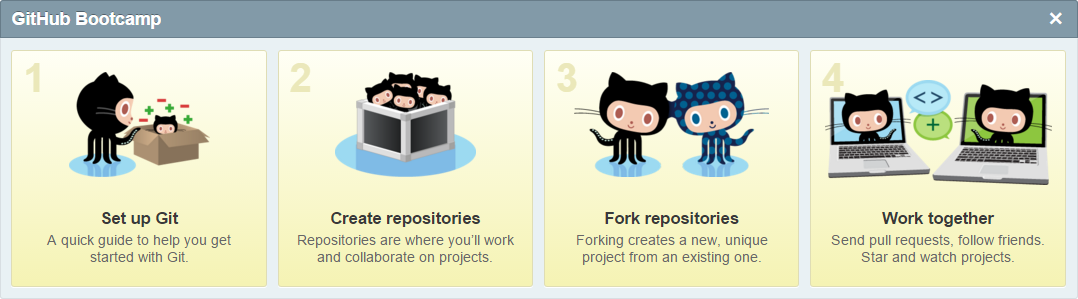 GitHub Bootcamp ×
1
Set up Git
A quick guide to help you get
started with Git.
2
Create repositories
Repositories are where you'll work
and collaborate on projects.
3
Fork repositories
Forking creates a new, unique
project from an existing one.
4
<>
+
Work together
Send pull requests, follow friends.
Star and watch projects.